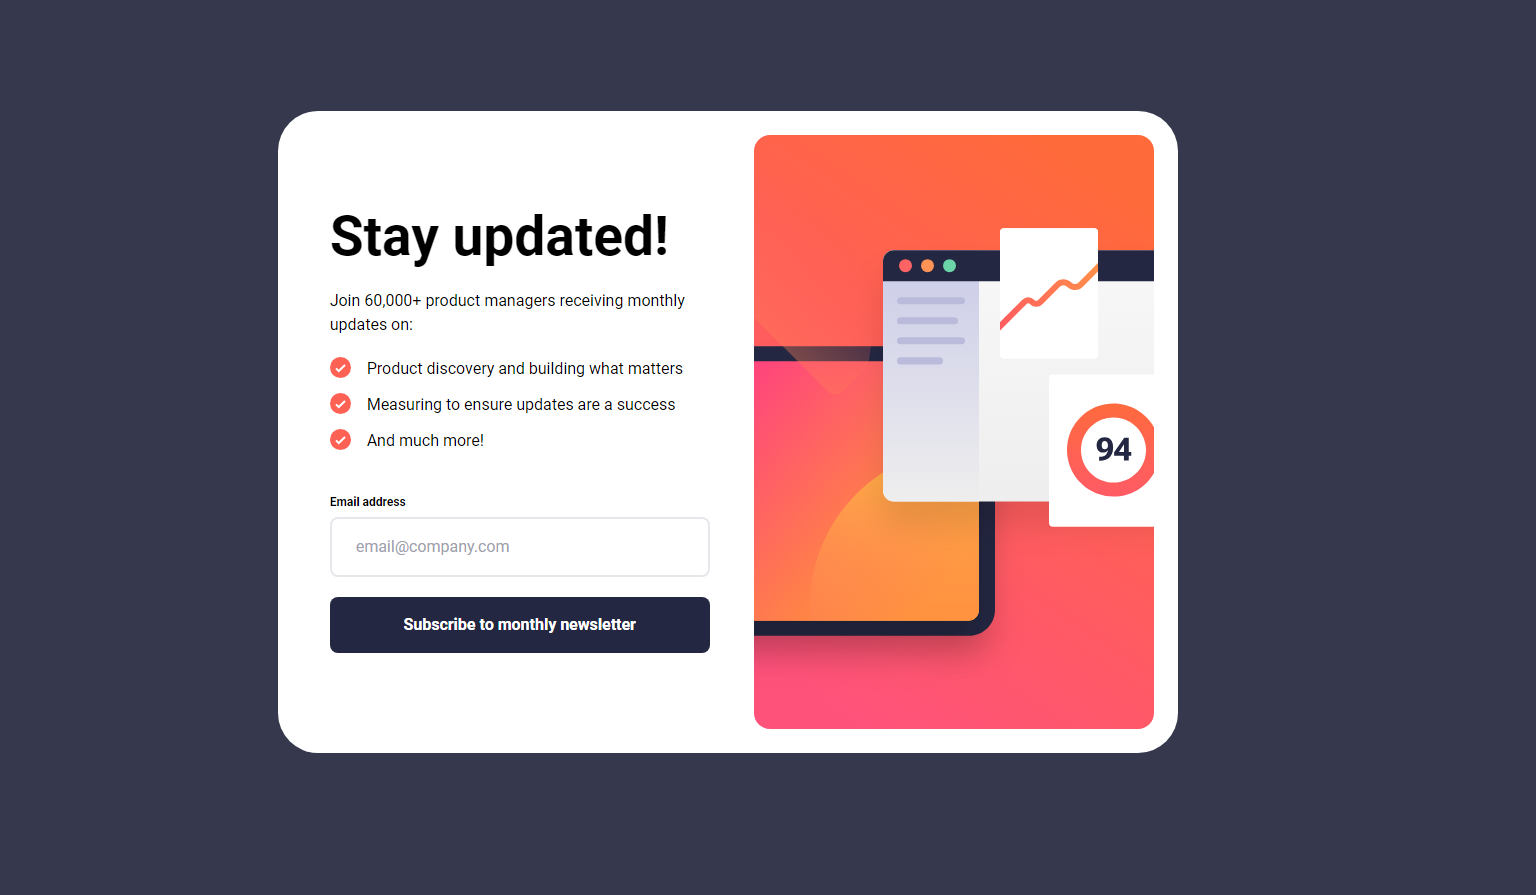 Stay updated!
Join 60,000+ product managers receiving monthly
updates on:
Product discovery and building what matters
Measuring to ensure updates are a success
And much more!
Email address
email@company.com
Subscribe to monthly newsletter
94